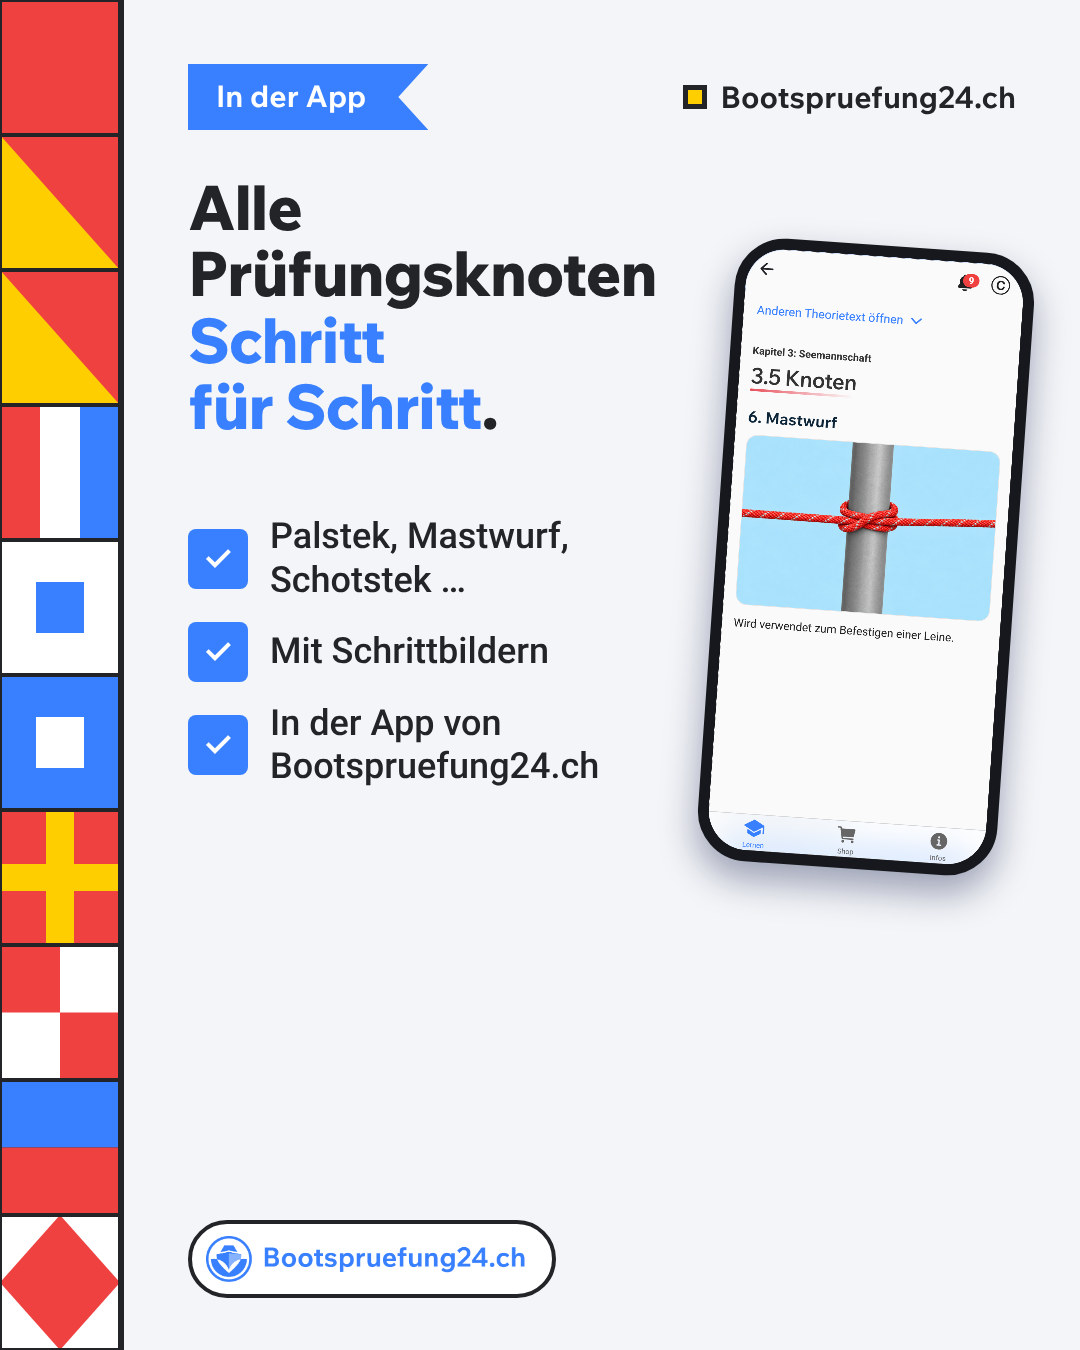 In der App
Bootspruefung24.ch
Alle
Prüfungsknoten
Schritt
für Schritt.
Palstek, Mastwurf,
Schotstek ...
Mit Schrittbildern
In der App von
Bootspruefung24.ch
9
C
Anderen Theorietext öffnen
Kapitel 3: Seemannschaft
3.5 Knoten
6. Mastwurf
Wird verwendet zum Befestigen einer Leine.
Lernen
Shop
Infos
Bootspruefung24.ch